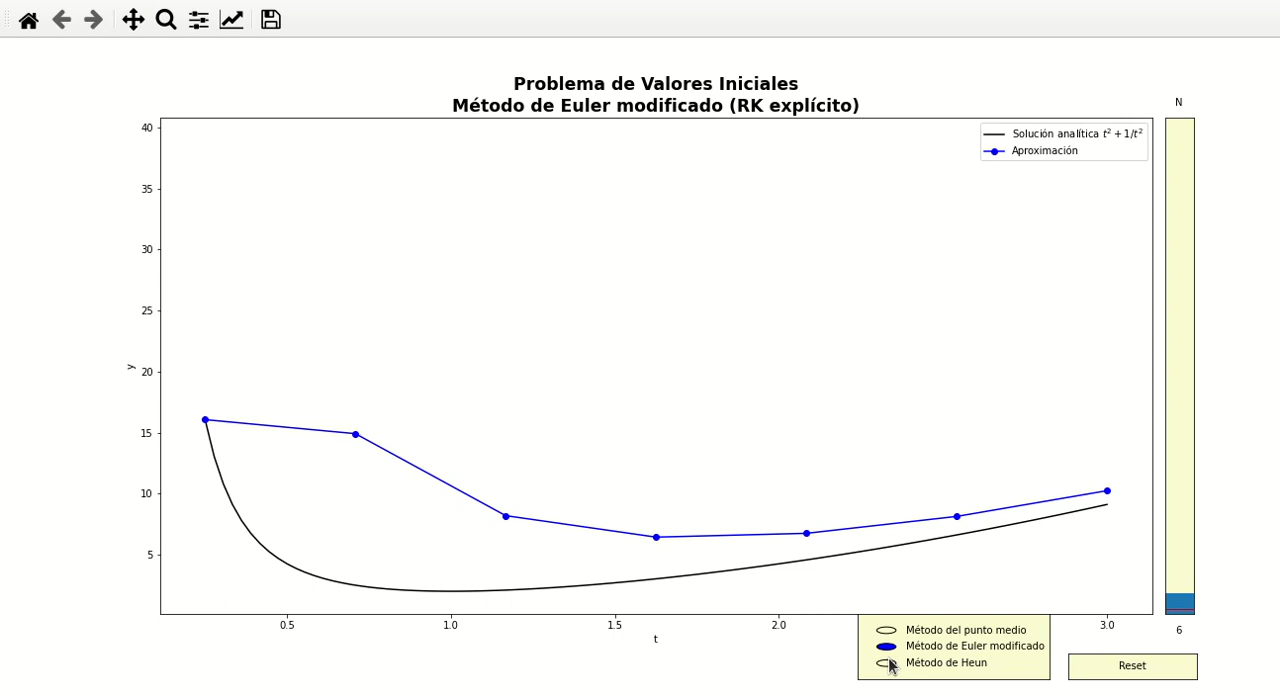 Problema de Valores Iniciales
Método de Euler modificado (RK explícito)
N
40
35
30
25
20
15
10
5
y
Solución analítica t² + 1/t²
Aproximación
0.5
1.0
1.5
2.0
3.0
t
6
Método del punto medio
Método de Euler modificado
Método de Heun
Reset